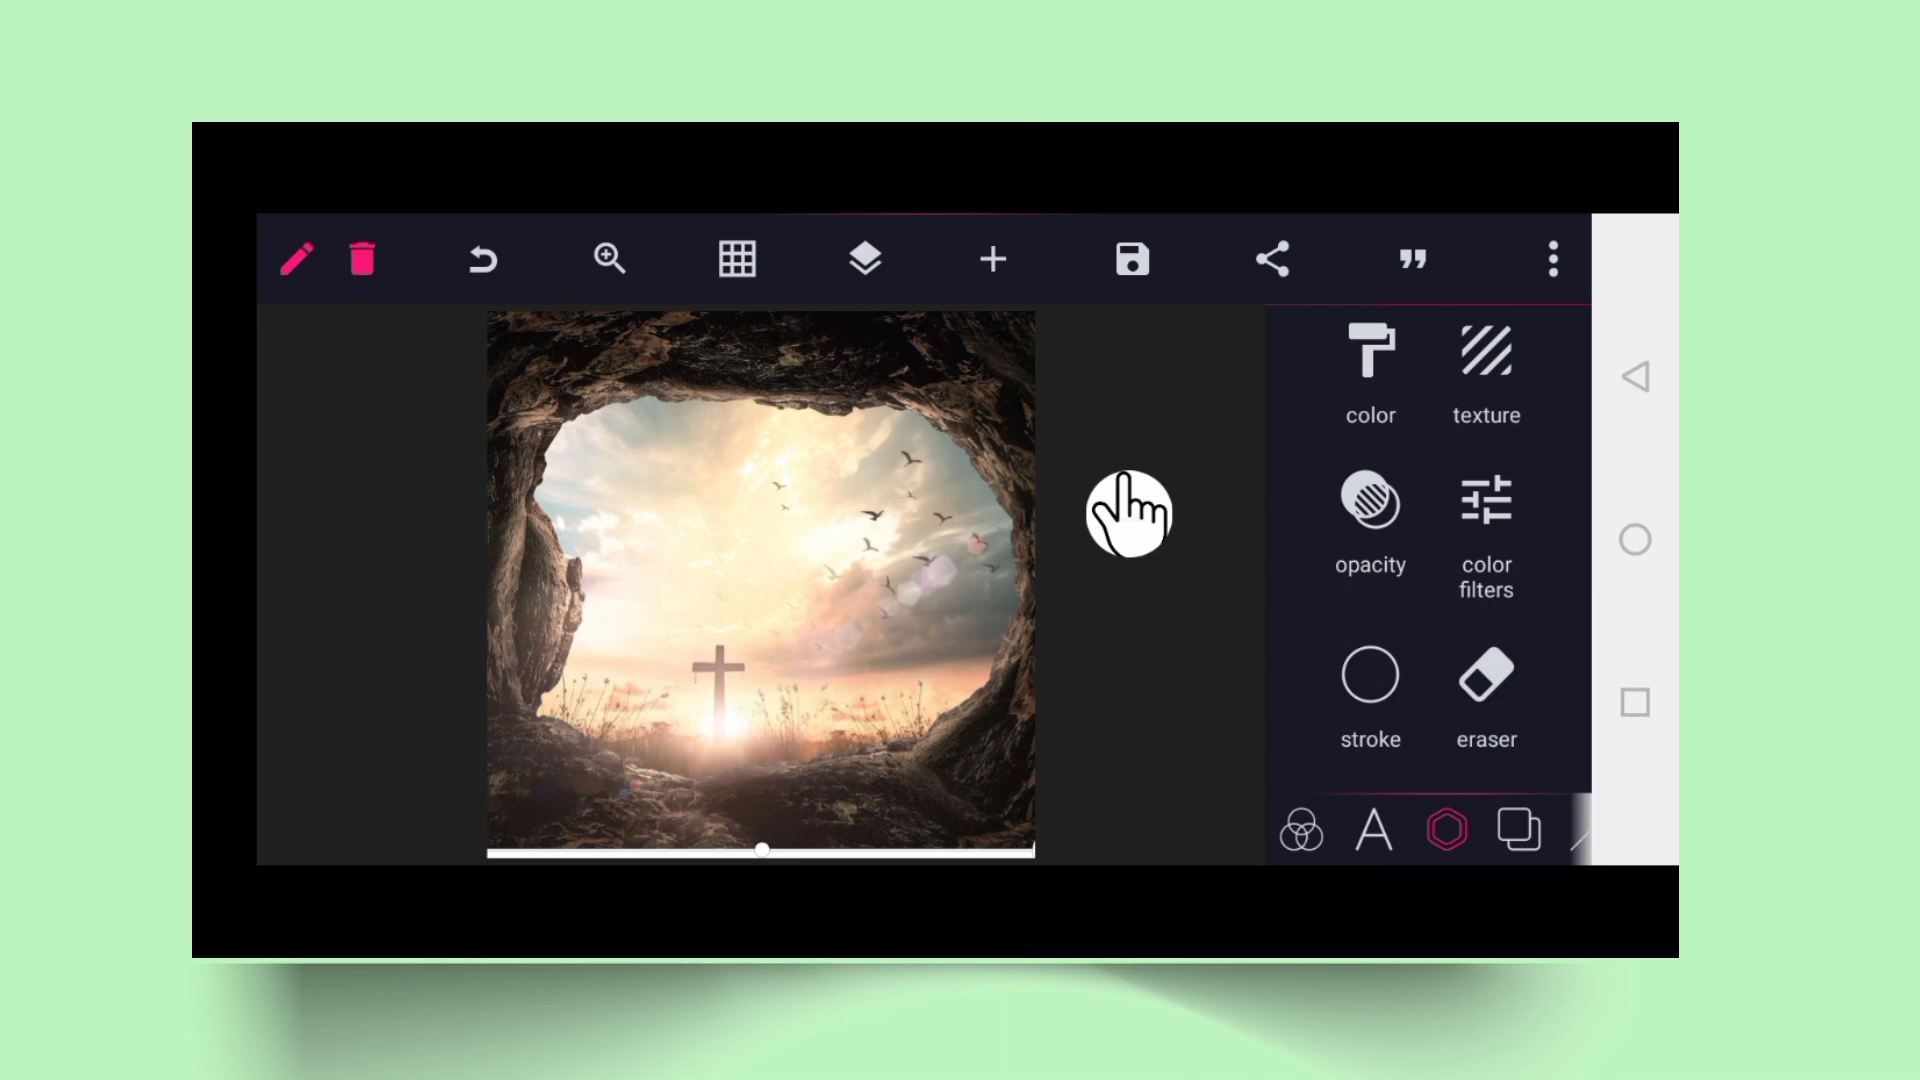 color texture
opacity color
filters
stroke eraser